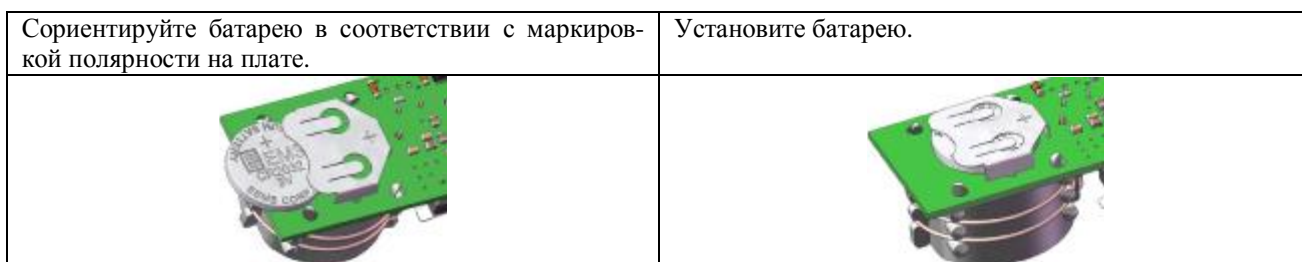 Сориентируйте батарею в соответствии с маркиров-
кой полярности на плате.
Установите батарею.
+
+
+